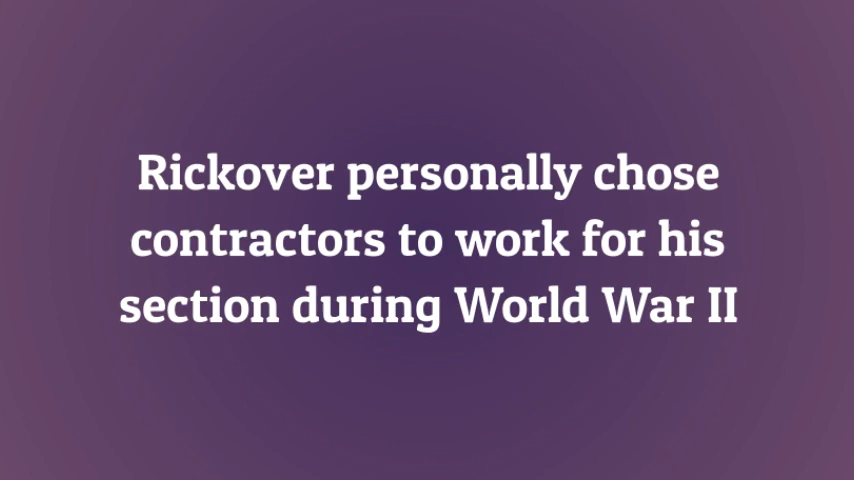 Rickover personally chose
contractors to work for his
section during World War II